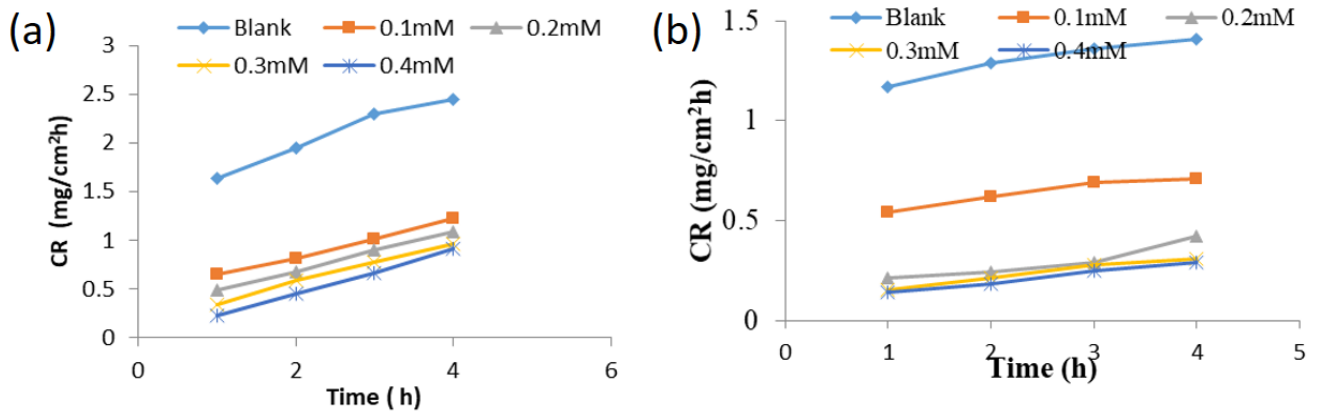 (a)
Blank 0.1mM 0.2mM
0.3mM 0.4mM
3
2.5
2
1.5
1
0.5
0
CR (mg/cm²h)
0 2 4 6
Time ( h)
(b)
Blank 0.1mM 0.2mM
0.3mM 0.4mM
1.5
1
0.5
0
CR (mg/cm²h)
0 1 2 3 4 5
Time (h)